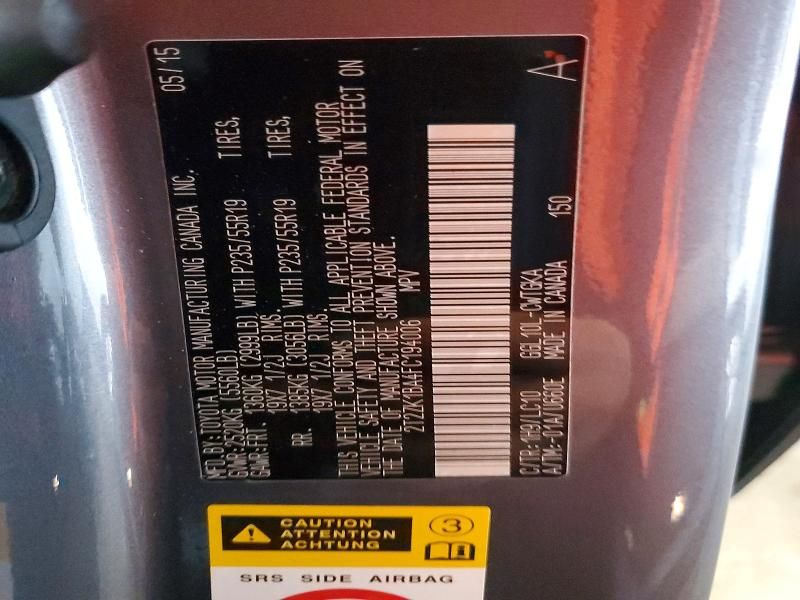 MFD.BY:TOYOTA MOTOR MANUFACTURING CANADA INC. 05/15
GVWR:2520KG (5560LB)
GAWR:FRT. 1360KG (2999LB) WITH P235/55R19 TIRES,
19X7 1/2J RIMS,
RR. 1385KG (3056LB) WITH P235/55R19 TIRES,
19X7 1/2J RIMS.
THIS VEHICLE CONFORMS TO ALL APPLICABLE FEDERAL MOTOR
VEHICLE SAFETY AND THEFT PREVENTION STANDARDS IN EFFECT ON
THE DATE OF MANUFACTURE SHOWN ABOVE.
2T2ZK1BA4FC194006 MPV
C/TR:1H9/LC10 GGL10L-CWTGKA
A/TM:-F1A/U660E MADE IN CANADA 150
A
CAUTION
ATTENTION
ACHTUNG
3
i
SRS SIDE AIRBAG